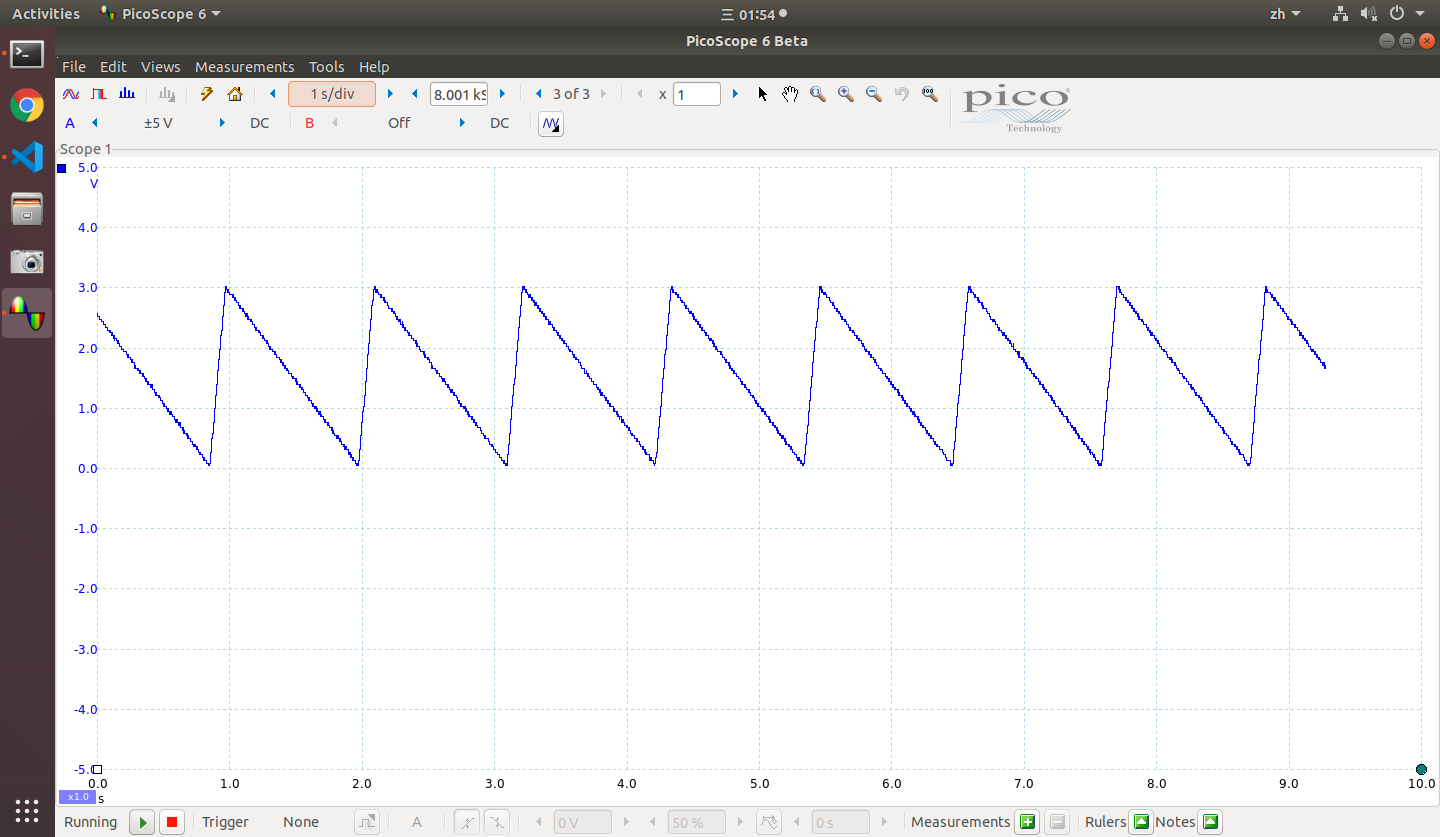 Activities PicoScope 6 三 01:54 zh
PicoScope 6 Beta
File Edit Views Measurements Tools Help
1 s/div 8.001 kS 3 of 3 x 1
pico
Technology
A ±5 V DC B Off DC
Scope 1
5.0
V
4.0
3.0
2.0
1.0
0.0
-1.0
-2.0
-3.0
-4.0
-5.0
0.0 1.0 2.0 3.0 4.0 5.0 6.0 7.0 8.0 9.0 10.0
x1.0 s
Running Trigger None A 0 V 50 % 0 s Measurements Rulers Notes